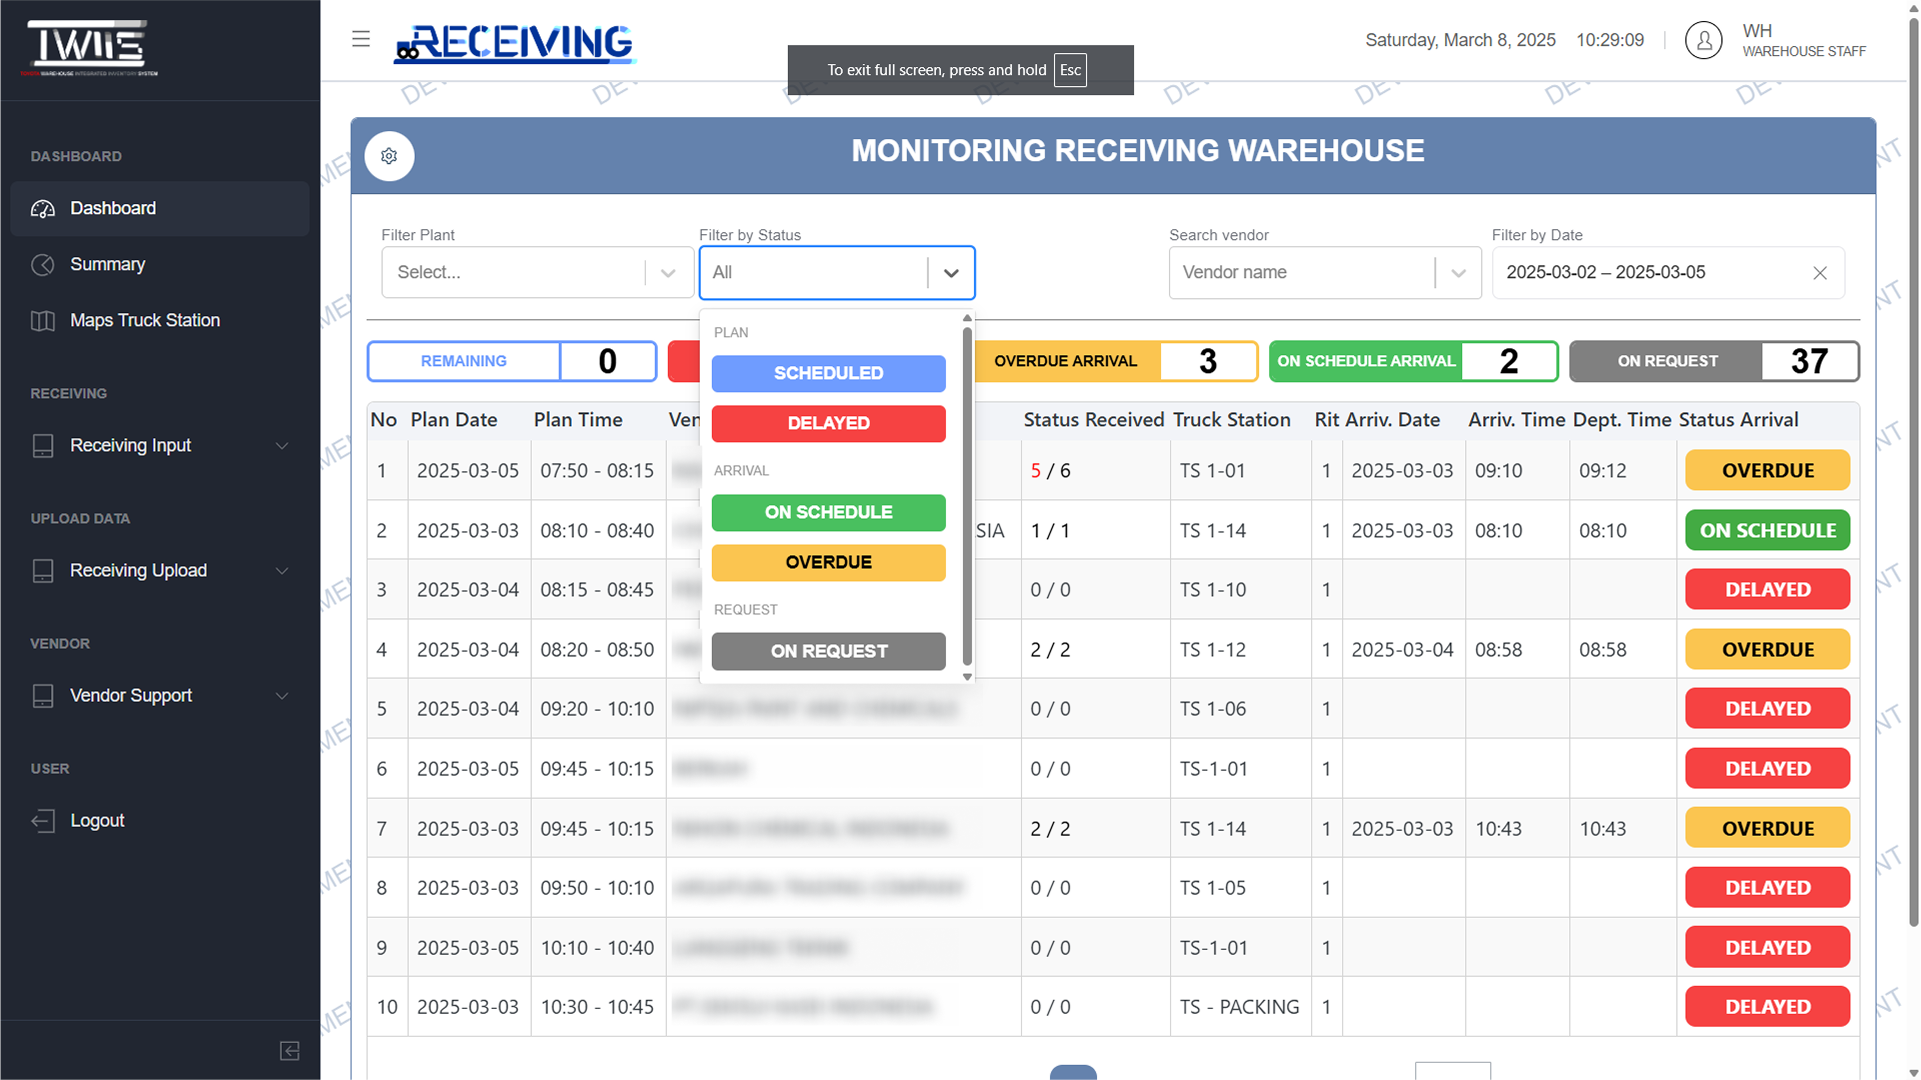 TWIIS
TOYOTA WAREHOUSE INTEGRATED INVENTORY SYSTEM
DASHBOARD
Dashboard
Summary
Maps Truck Station
RECEIVING
Receiving Input
UPLOAD DATA
Receiving Upload
VENDOR
Vendor Support
USER
Logout
RECEIVING
To exit full screen, press and hold Esc
Saturday, March 8, 2025 10:29:09
WH
WAREHOUSE STAFF
MONITORING RECEIVING WAREHOUSE
Filter Plant
Select...
Filter by Status
All
Search vendor
Vendor name
Filter by Date
2025-03-02 – 2025-03-05
PLAN
SCHEDULED
DELAYED
ARRIVAL
ON SCHEDULE
OVERDUE
REQUEST
ON REQUEST
REMAINING 0
OVERDUE ARRIVAL 3
ON SCHEDULE ARRIVAL 2
ON REQUEST 37
No Plan Date Plan Time Ven Status Received Truck Station Rit Arriv. Date Arriv. Time Dept. Time Status Arrival
1 2025-03-05 07:50 - 08:15 5 / 6 TS 1-01 1 2025-03-03 09:10 09:12 OVERDUE
2 2025-03-03 08:10 - 08:40 SIA 1 / 1 TS 1-14 1 2025-03-03 08:10 08:10 ON SCHEDULE
3 2025-03-04 08:15 - 08:45 0 / 0 TS 1-10 1 DELAYED
4 2025-03-04 08:20 - 08:50 2 / 2 TS 1-12 1 2025-03-04 08:58 08:58 OVERDUE
5 2025-03-04 09:20 - 10:10 0 / 0 TS 1-06 1 DELAYED
6 2025-03-05 09:45 - 10:15 0 / 0 TS-1-01 1 DELAYED
7 2025-03-03 09:45 - 10:15 2 / 2 TS 1-14 1 2025-03-03 10:43 10:43 OVERDUE
8 2025-03-03 09:50 - 10:10 0 / 0 TS 1-05 1 DELAYED
9 2025-03-05 10:10 - 10:40 0 / 0 TS-1-01 1 DELAYED
10 2025-03-03 10:30 - 10:45 0 / 0 TS - PACKING 1 DELAYED